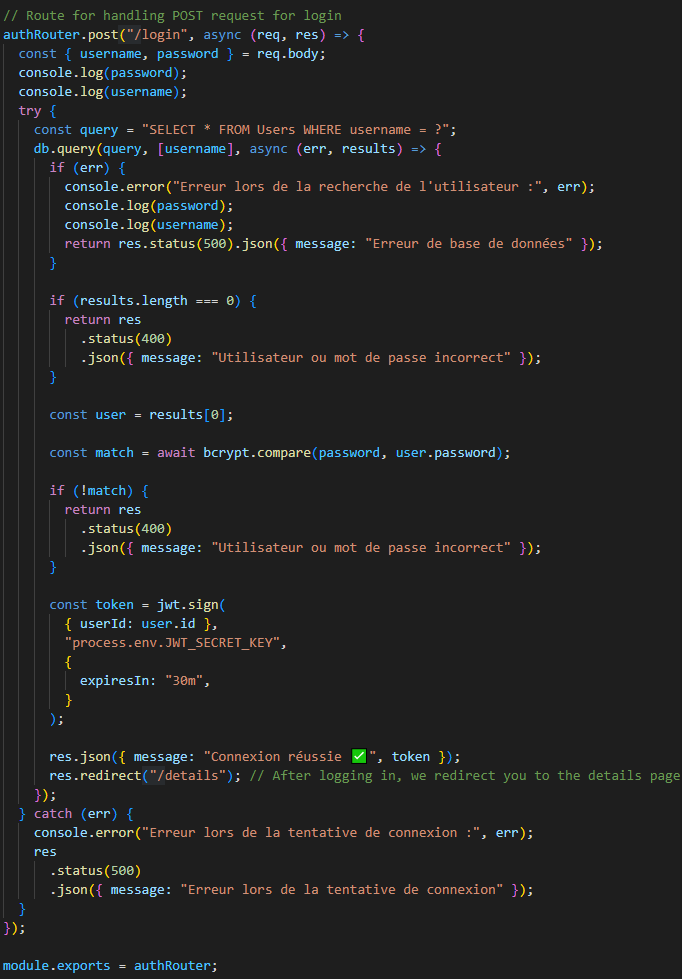 // Route for handling POST request for login
authRouter.post("/login", async (req, res) => {
  const { username, password } = req.body;
  console.log(password);
  console.log(username);
  try {
    const query = "SELECT * FROM Users WHERE username = ?";
    db.query(query, [username], async (err, results) => {
      if (err) {
        console.error("Erreur lors de la recherche de l'utilisateur :", err);
        console.log(password);
        console.log(username);
        return res.status(500).json({ message: "Erreur de base de données" });
      }

      if (results.length === 0) {
        return res
          .status(400)
          .json({ message: "Utilisateur ou mot de passe incorrect" });
      }

      const user = results[0];

      const match = await bcrypt.compare(password, user.password);

      if (!match) {
        return res
          .status(400)
          .json({ message: "Utilisateur ou mot de passe incorrect" });
      }

      const token = jwt.sign(
        { userId: user.id },
        "process.env.JWT_SECRET_KEY",
        {
          expiresIn: "30m",
        }
      );

      res.json({ message: "Connexion réussie ✅", token });
      res.redirect("/details"); // After logging in, we redirect you to the details page
    });
  } catch (err) {
    console.error("Erreur lors de la tentative de connexion :", err);
    res
      .status(500)
      .json({ message: "Erreur lors de la tentative de connexion" });
  }
});

module.exports = authRouter;